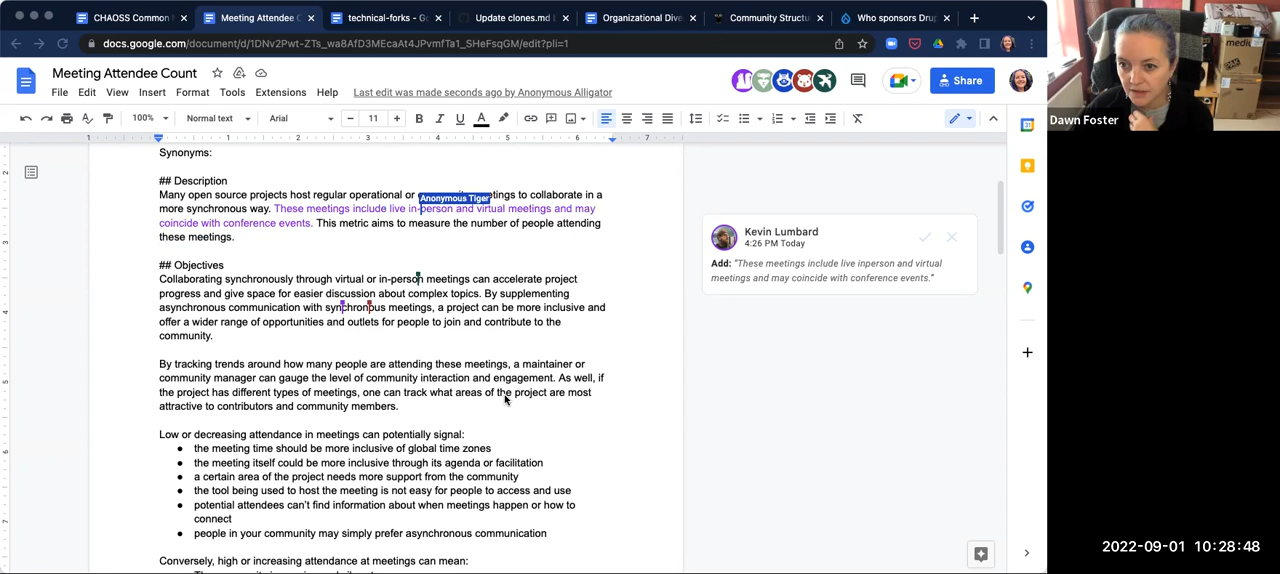 CHAOSS Common
Meeting Attendee C
technical-forks - Go
Update clones.md b
Organizational Dive
Community Structu
Who sponsors Drup
docs.google.com/document/d/1DNv2Pwt-ZTs_wa8AfD3MEcaAt4JPvmfTa1_SHeFsqGM/edit?pli=1
Meeting Attendee Count
File Edit View Insert Format Tools Extensions Help Last edit was made seconds ago by Anonymous Alligator
Share
100% Normal text Arial 11
1 1 2 3 4 5 6 7
Synonyms:
## Description
Many open source projects host regular operational or meetings to collaborate in a
Anonymous Tiger
more synchronous way. These meetings include live in-person and virtual meetings and may
coincide with conference events. This metric aims to measure the number of people attending
these meetings.
## Objectives
Collaborating synchronously through virtual or in-person meetings can accelerate project
progress and give space for easier discussion about complex topics. By supplementing
asynchronous communication with synchronous meetings, a project can be more inclusive and
offer a wider range of opportunities and outlets for people to join and contribute to the
community.
By tracking trends around how many people are attending these meetings, a maintainer or
community manager can gauge the level of community interaction and engagement. As well, if
the project has different types of meetings, one can track what areas of the project are most
attractive to contributors and community members.
Low or decreasing attendance in meetings can potentially signal:
● the meeting time should be more inclusive of global time zones
● the meeting itself could be more inclusive through its agenda or facilitation
● a certain area of the project needs more support from the community
● the tool being used to host the meeting is not easy for people to access and use
● potential attendees can't find information about when meetings happen or how to
connect
● people in your community may simply prefer asynchronous communication
Conversely, high or increasing attendance at meetings can mean:
Kevin Lumbard
4:26 PM Today
Add: "These meetings include live inperson and virtual
meetings and may coincide with conference events."
Dawn Foster
2022-09-01 10:28:48